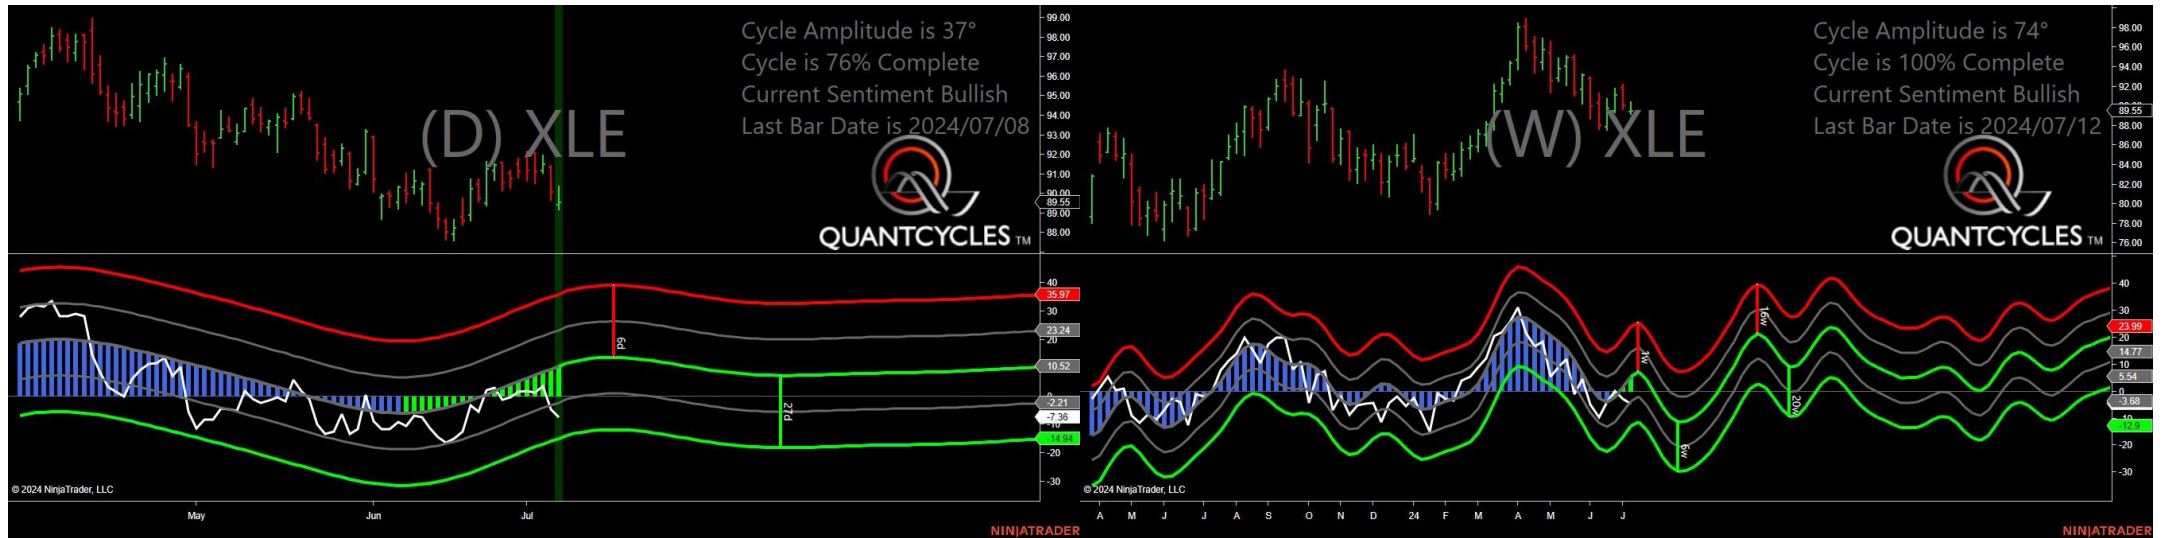 Cycle Amplitude is 37°
Cycle is 76% Complete
Current Sentiment Bullish
Last Bar Date is 2024/07/08
(D) XLE
QUANTCYCLES TM
99.00
98.00
97.00
96.00
95.00
94.00
93.00
92.00
91.00
90.00
89.55
89.00
88.00
40
35.97
30
23.24
20
10.52
0
-2.21
-7.36
-10
-14.94
-20
-30
6d
27d
© 2024 NinjaTrader, LLC
May
Jun
Jul
NINJATRADER
Cycle Amplitude is 74°
Cycle is 100% Complete
Current Sentiment Bullish
Last Bar Date is 2024/07/12
(W) XLE
QUANTCYCLES TM
98.00
96.00
94.00
92.00
89.55
88.00
86.00
84.00
82.00
80.00
78.00
76.00
40
30
23.99
20
14.77
5.54
0
-3.68
-12.9
-20
-30
1w
16w
6w
20w
© 2024 NinjaTrader, LLC
A
M
J
J
A
S
O
N
D
24
F
M
A
M
J
J
NINJATRADER